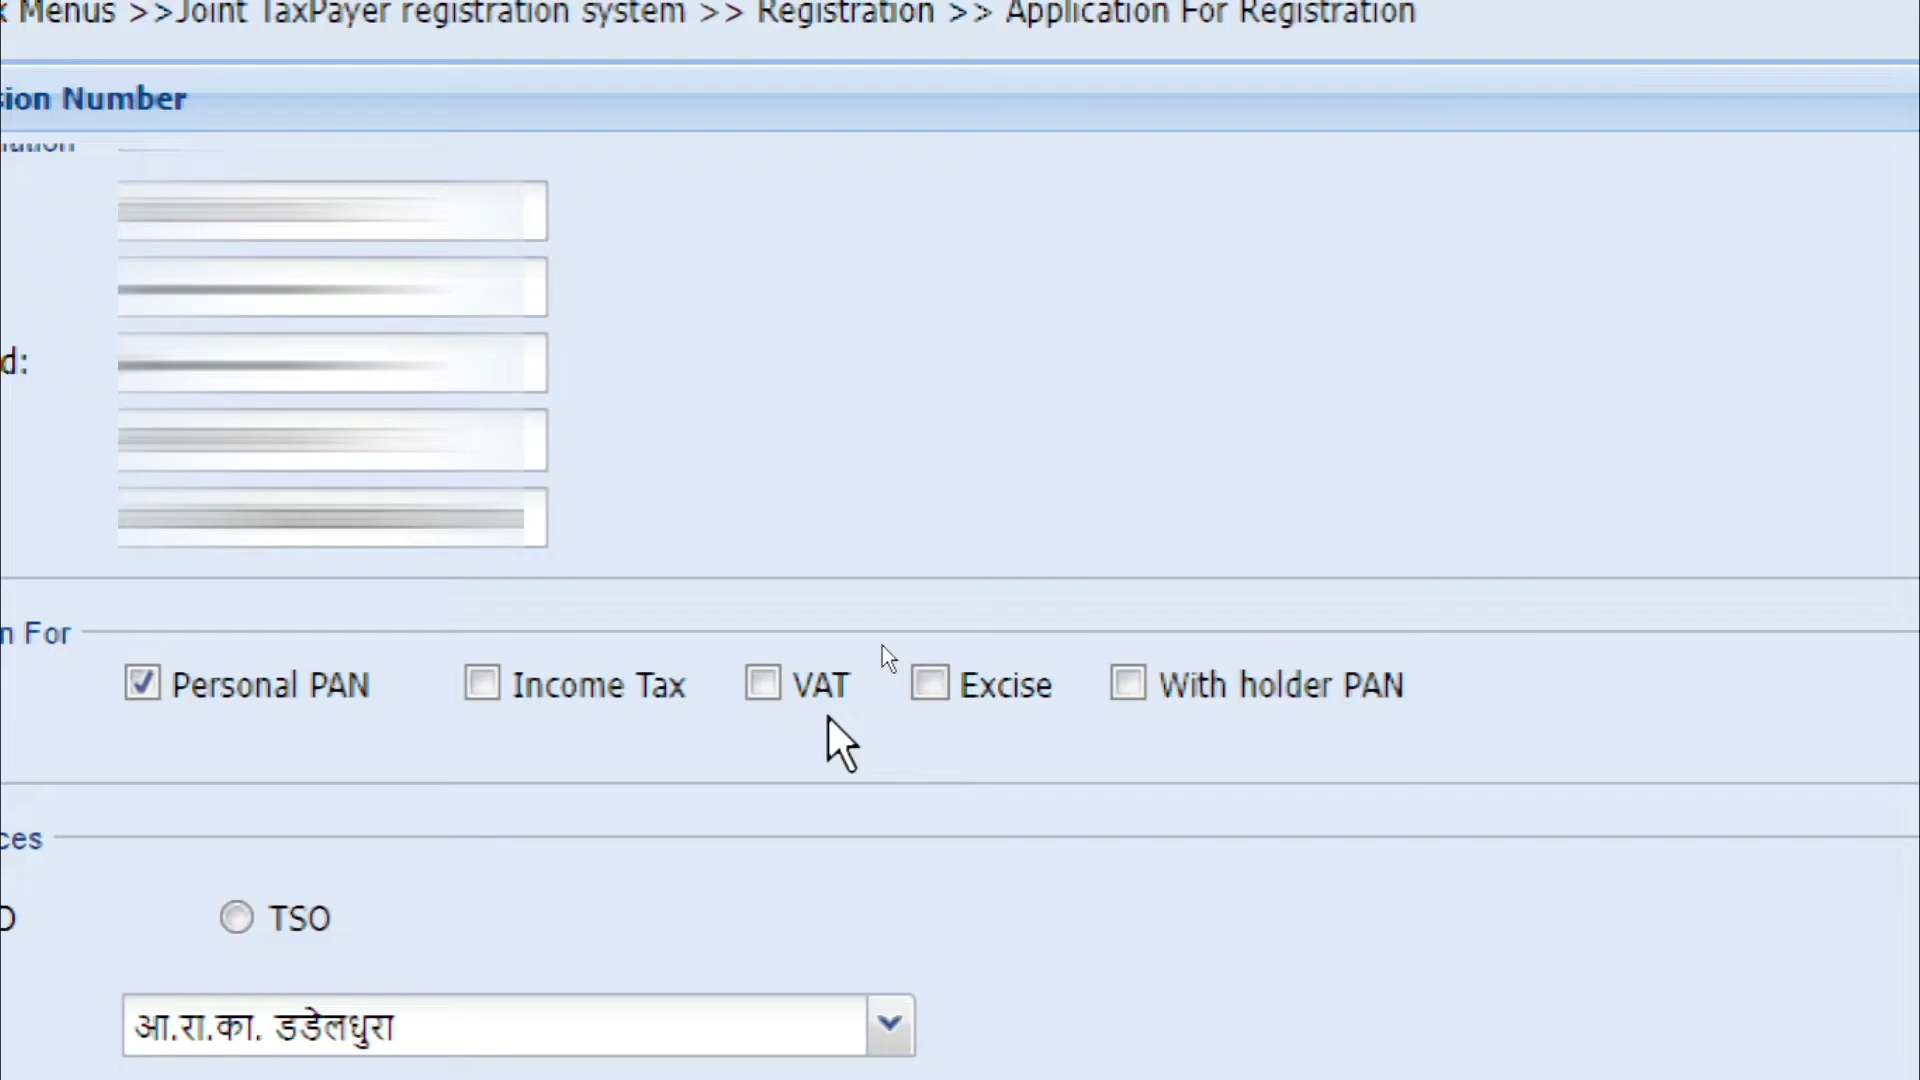 Menus >>Joint TaxPayer registration system >> Registration >> Application For Registration
sion Number
d:
n For
Personal PAN Income Tax VAT Excise With holder PAN
ces
TSO
आ.रा.का. डडेलधुरा